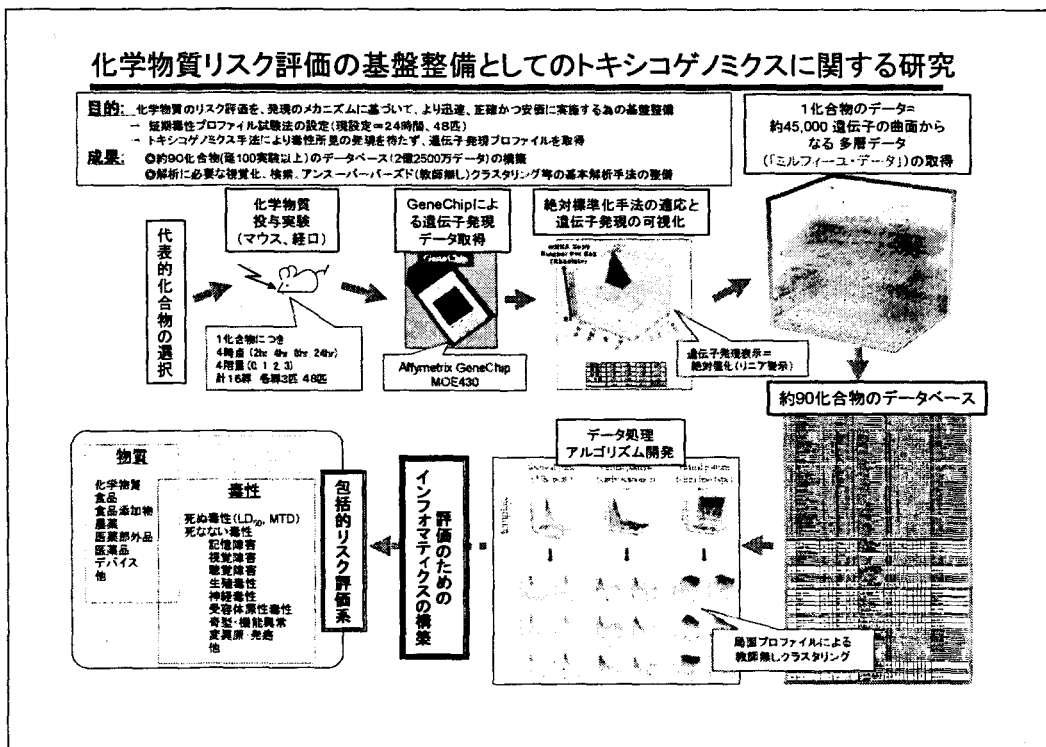 化学物質リスク評価の基盤整備としてのトキシコゲノミクスに関する研究
目的: 化学物質のリスク評価を、発現のメカニズムに基づいて、より迅速、正確かつ安価に実施する為の基盤整備
→ 短期毒性プロファイル試験法の設定(現設定=24時間、48匹)
→ トキシコゲノミクス手法により毒性所見の発現を待たず、遺伝子発現プロファイルを取得
成果: ◎約90化合物(延100実験以上)のデータベース(2億2500万データ)の構築
◎解析に必要な視覚化、検索、アンスーパーバーズド(教師無し)クラスタリング等の基本解析手法の整備
1化合物のデータ=
約45,000 遺伝子の曲面から
なる 多層データ
(「ミルフィーユ・データ」)の取得
代表的化合物の選択
化学物質
投与実験
(マウス、経口)
1化合物につき
4時点 (2hr 4hr 8hr 24hr)
4用量 (0, 1, 2, 3)
計16群 各群3匹 48匹
GeneChipによ
る遺伝子発現
データ取得
GeneChip
Affymetrix GeneChip
MOE430
絶対標準化手法の適応と
遺伝子発現の可視化
mRNA Copy
Number Per Cell
(Absolute)
遺伝子発現表示=
絶対値化(リニア表示)
約90化合物のデータベース
データ処理
アルゴリズム開発
局面プロファイルによる
教師無しクラスタリング
評価のための
インフォマティクスの構築
包括的リスク評価系
物質
化学物質
食品
食品添加物
農薬
医薬部外品
医薬品
デバイス
他
毒性
死ぬ毒性(LD50, MTD)
死なない毒性
記憶障害
視覚障害
聴覚障害
生殖毒性
神経毒性
受容体原性毒性
奇型・機能異常
変異原・発癌
他